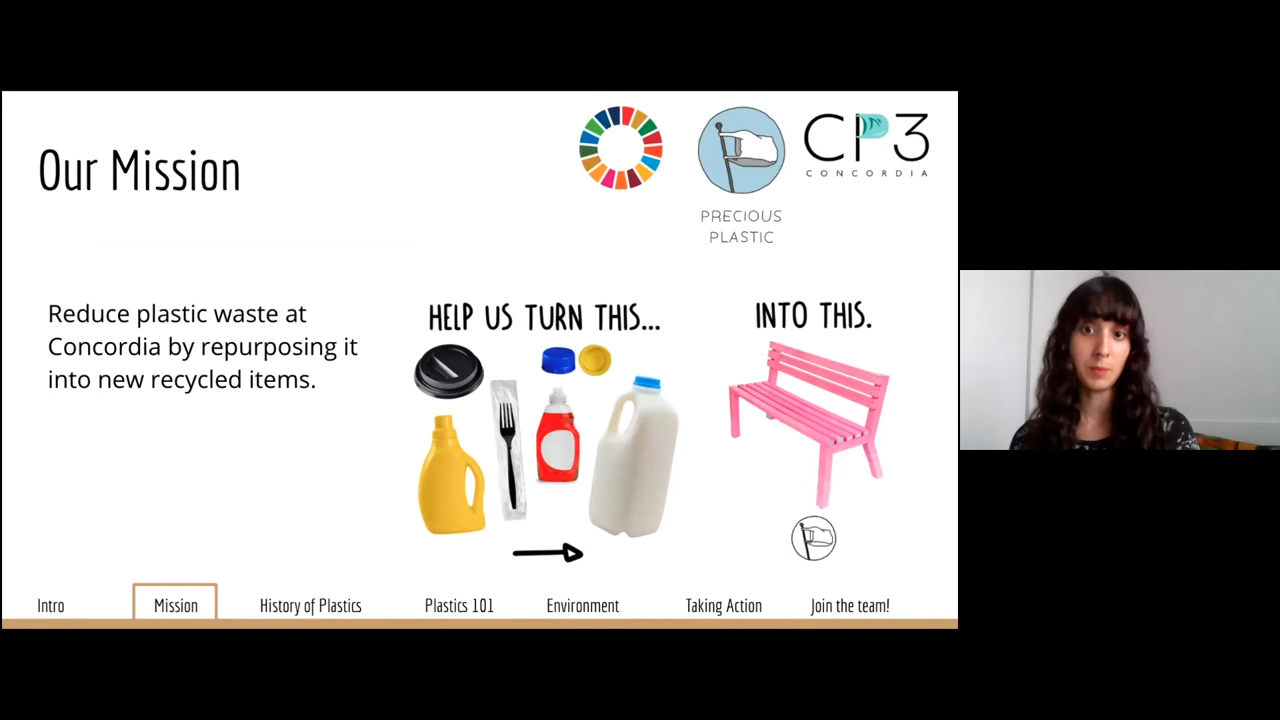 Our Mission
CP3
CONCORDIA
PRECIOUS
PLASTIC
Reduce plastic waste at
Concordia by repurposing it
into new recycled items.
HELP US TURN THIS...
INTO THIS.
Intro
Mission
History of Plastics
Plastics 101
Environment
Taking Action
Join the team!